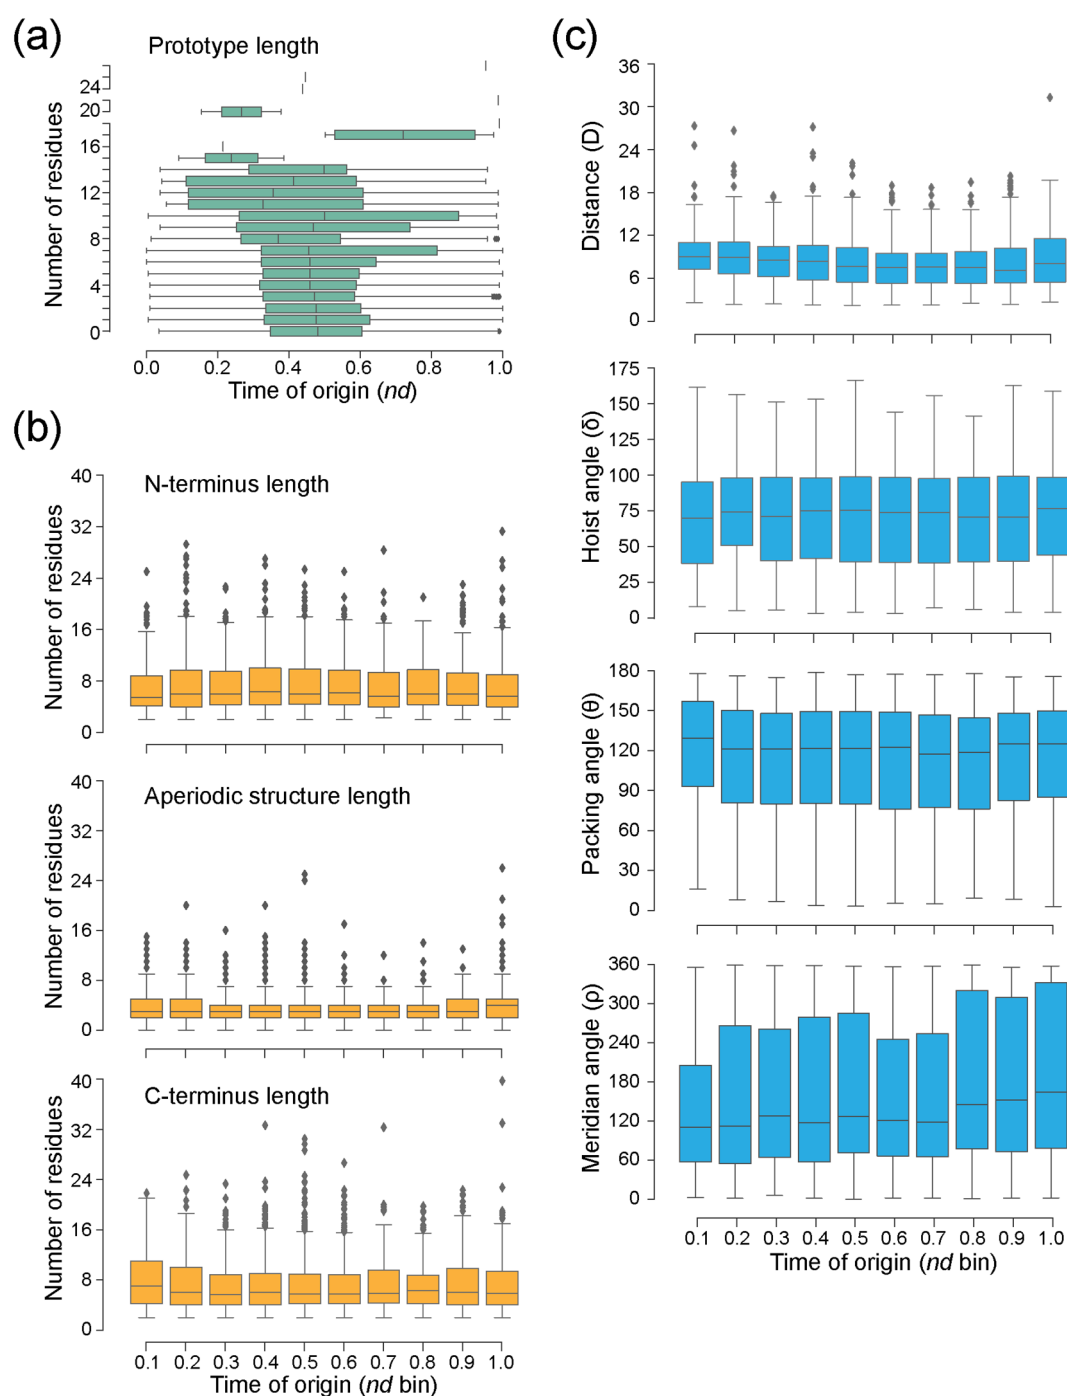 (a)
Prototype length
Number of residues
24
20
16
12
8
4
0
0.0 0.2 0.4 0.6 0.8 1.0
Time of origin (nd)
(b)
N-terminus length
Number of residues
40
32
24
16
8
0
Aperiodic structure length
Number of residues
40
32
24
16
8
0
C-terminus length
Number of residues
40
32
24
16
8
0
0.1 0.2 0.3 0.4 0.5 0.6 0.7 0.8 0.9 1.0
Time of origin (nd bin)
(c)
Distance (D)
36
30
24
18
12
6
0
Hoist angle (δ)
175
150
125
100
75
50
25
0
Packing angle (θ)
180
150
120
90
60
30
0
Meridian angle (ρ)
360
300
240
180
120
60
0
0.1 0.2 0.3 0.4 0.5 0.6 0.7 0.8 0.9 1.0
Time of origin (nd bin)